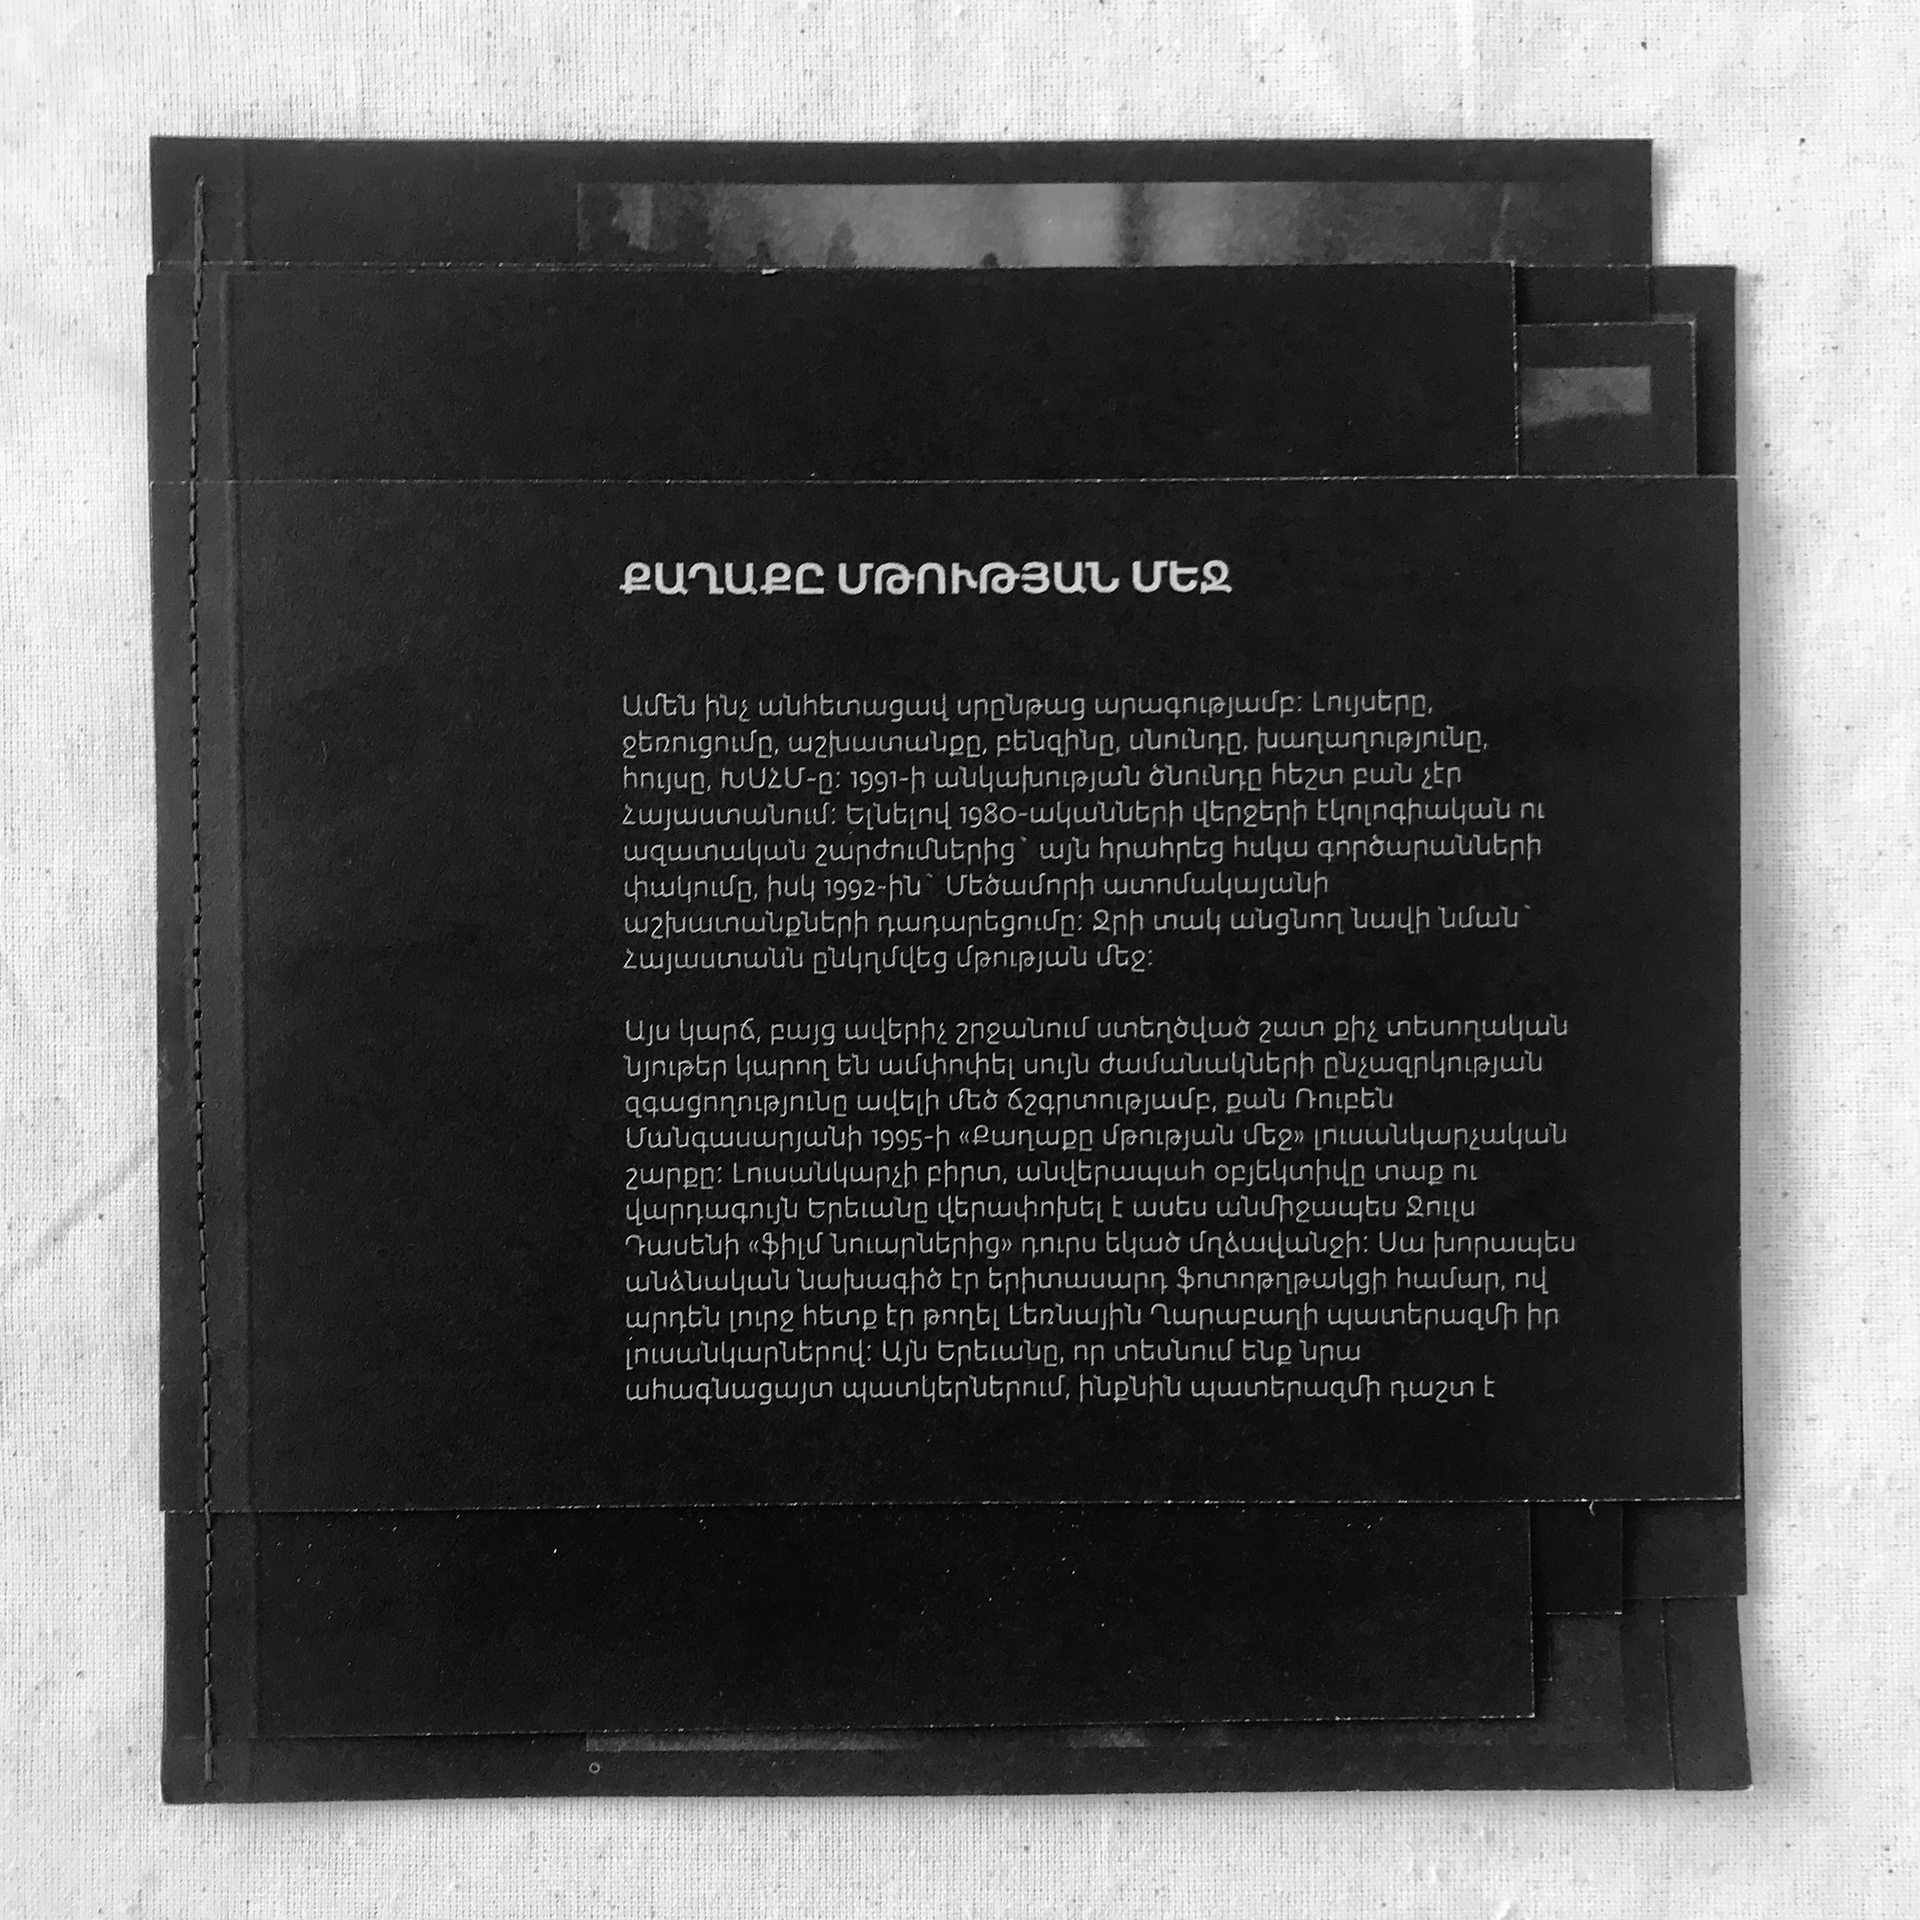 ՔԱՂԱՔԸ ՄԹՈՒԹՅԱՆ ՄԵՋ
Ամեն ինչ անհետացավ սրընթաց արագությամբ: Լույսերը,
ջեռուցումը, աշխատանքը, բենզինը, սնունդը, խաղաղությունը,
հույսը, ԽՍՀՄ-ը: 1991-ի անկախության ծնունդը հեշտ բան չէր
Հայաստանում: Ելնելով 1980-ականների վերջերի էկոլոգիական ու
ազատական շարժումներից` այն հրահրեց հսկա գործարանների
փակումը, իսկ 1992-ին` Մեծամորի ատոմակայանի
աշխատանքների դադարեցումը: Ջրի տակ անցնող նավի նման`
Հայաստանն ընկղմվեց մթության մեջ:
Այս կարճ, բայց ավերիչ շրջանում ստեղծված շատ քիչ տեսողական
նյութեր կարող են ամփոփել սույն ժամանակների ընչազրկության
զգացողությունը ավելի մեծ ճշգրտությամբ, քան Ռուբեն
Մանգասարյանի 1995-ի «Քաղաքը մթության մեջ» լուսանկարչական
շարքը: Լուսանկարչի բիրտ, անվերապահ օբյեկտիվը տաք ու
վարդագույն Երեւանը վերափոխել է ասես անմիջապես Ջուլս
Դասենի «ֆիլմ նուարներից» դուրս եկած մղձավանջի: Սա խորապես
անձնական նախագիծ էր երիտասարդ ֆոտոթղթակցի համար, ով
արդեն լուրջ հետք էր թողել Լեռնային Ղարաբաղի պատերազմի իր
լուսանկարներով: Այն Երեւանը, որ տեսնում ենք նրա
ահագնացայտ պատկերներում, ինքնին պատերազմի դաշտ է